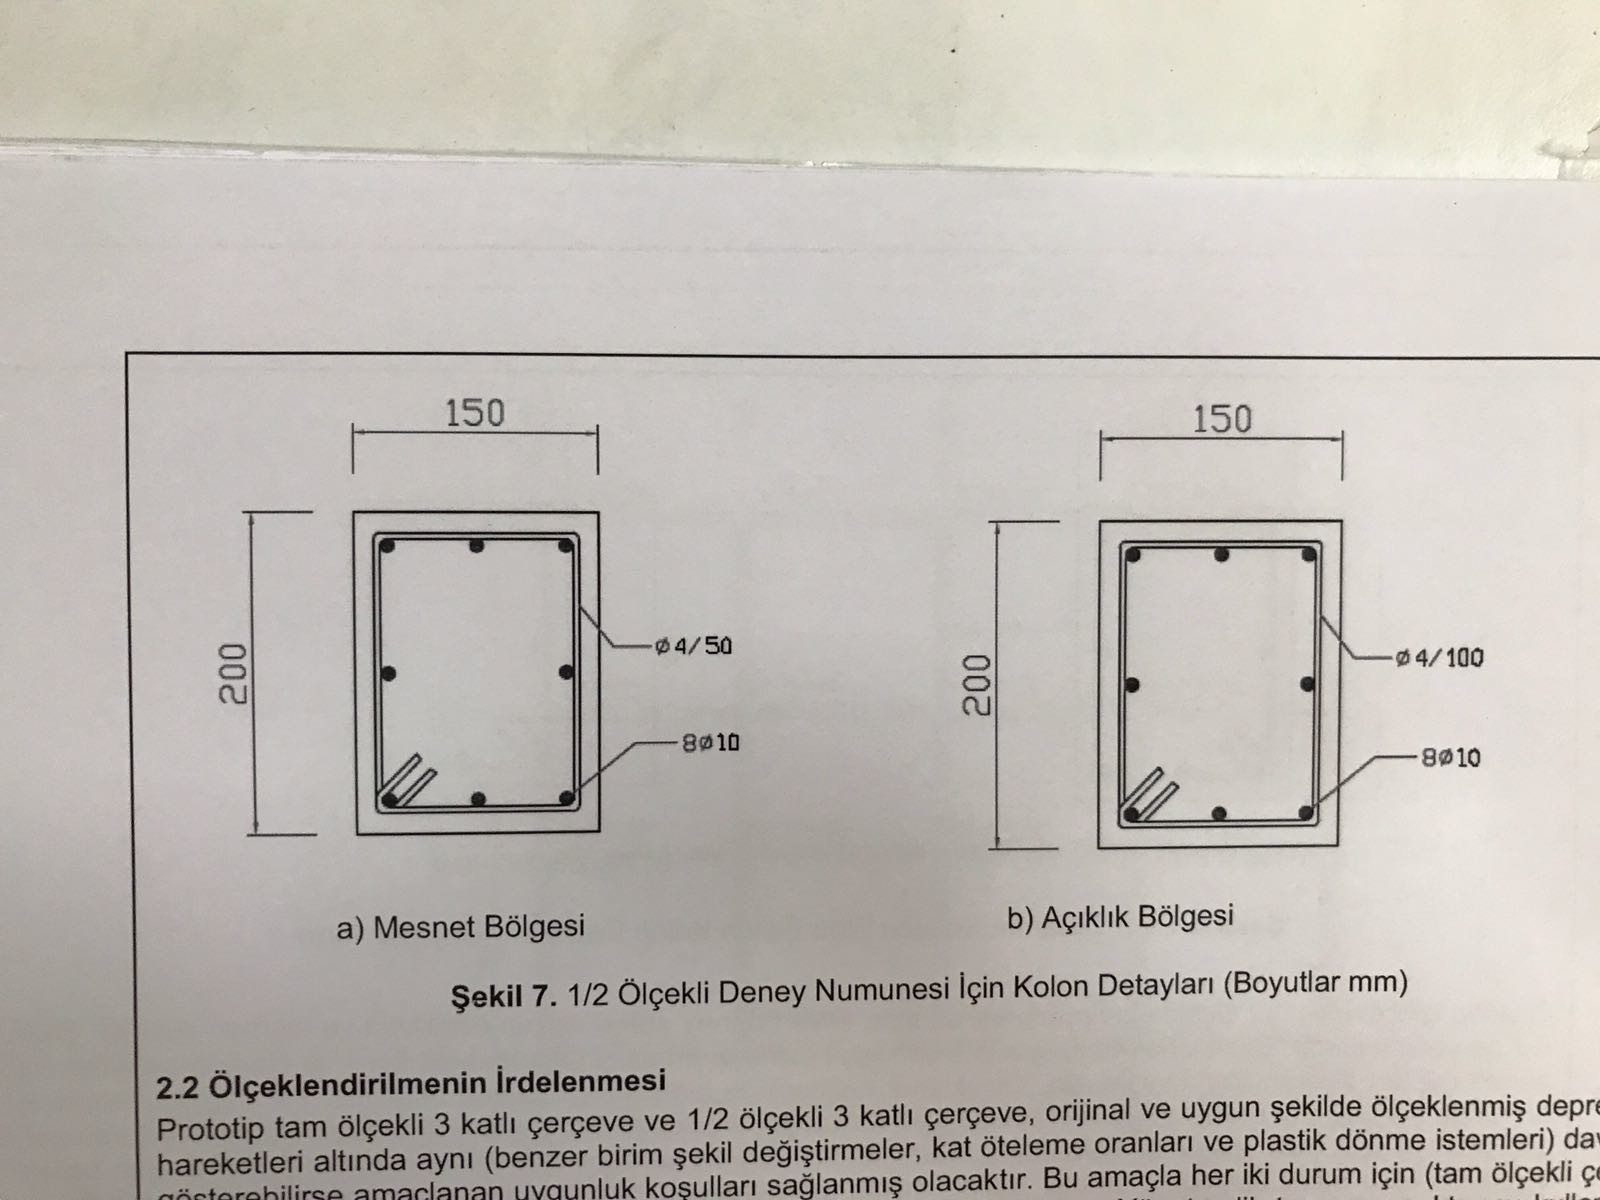 150
150
200
ø4/50
8ø10
200
ø4/100
8ø10
a) Mesnet Bölgesi
b) Açıklık Bölgesi
Şekil 7. 1/2 Ölçekli Deney Numunesi İçin Kolon Detayları (Boyutlar mm)
2.2 Ölçeklendirilmenin İrdelenmesi
Prototip tam ölçekli 3 katlı çerçeve ve 1/2 ölçekli 3 katlı çerçeve, orijinal ve uygun şekilde ölçeklenmiş depre
hareketleri altında aynı (benzer birim şekil değiştirmeler, kat öteleme oranları ve plastik dönme istemleri) dav
gösterebilirse amaçlanan uygunluk koşulları sağlanmış olacaktır. Bu amaçla her iki durum için (tam ölçekli çe